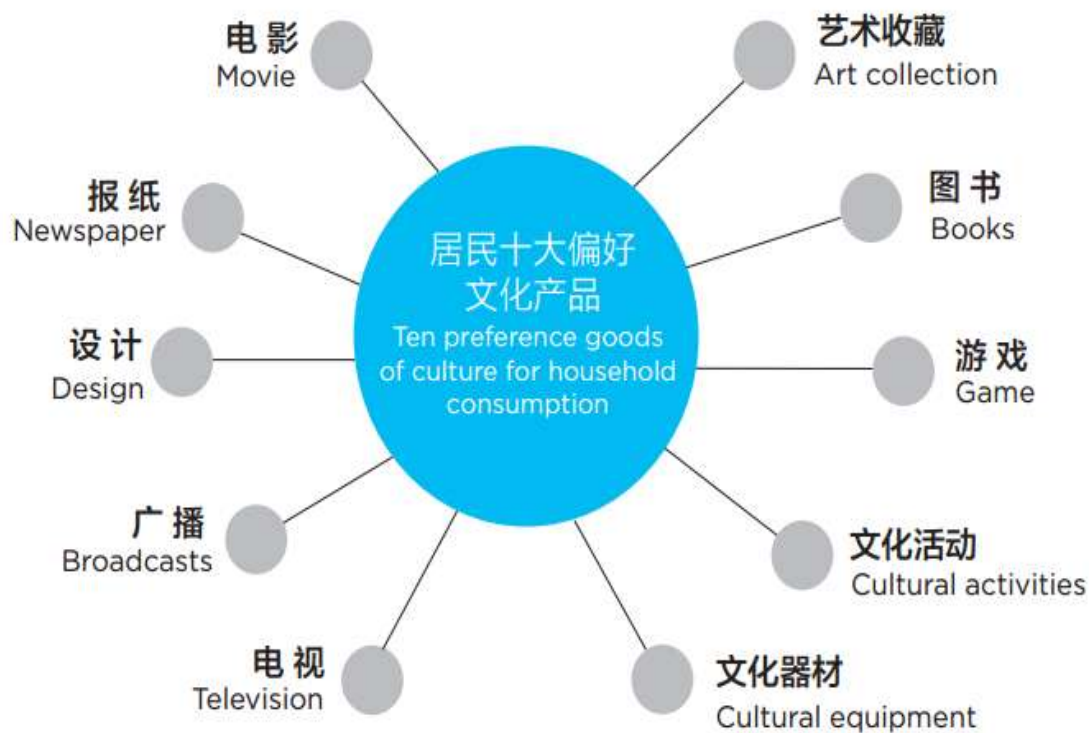 电影
Movie
艺术收藏
Art collection
报纸
Newspaper
图书
Books
居民十大偏好
文化产品
Ten preference goods
of culture for household
consumption
设计
Design
游戏
Game
广播
Broadcasts
文化活动
Cultural activities
电视
Television
文化器材
Cultural equipment